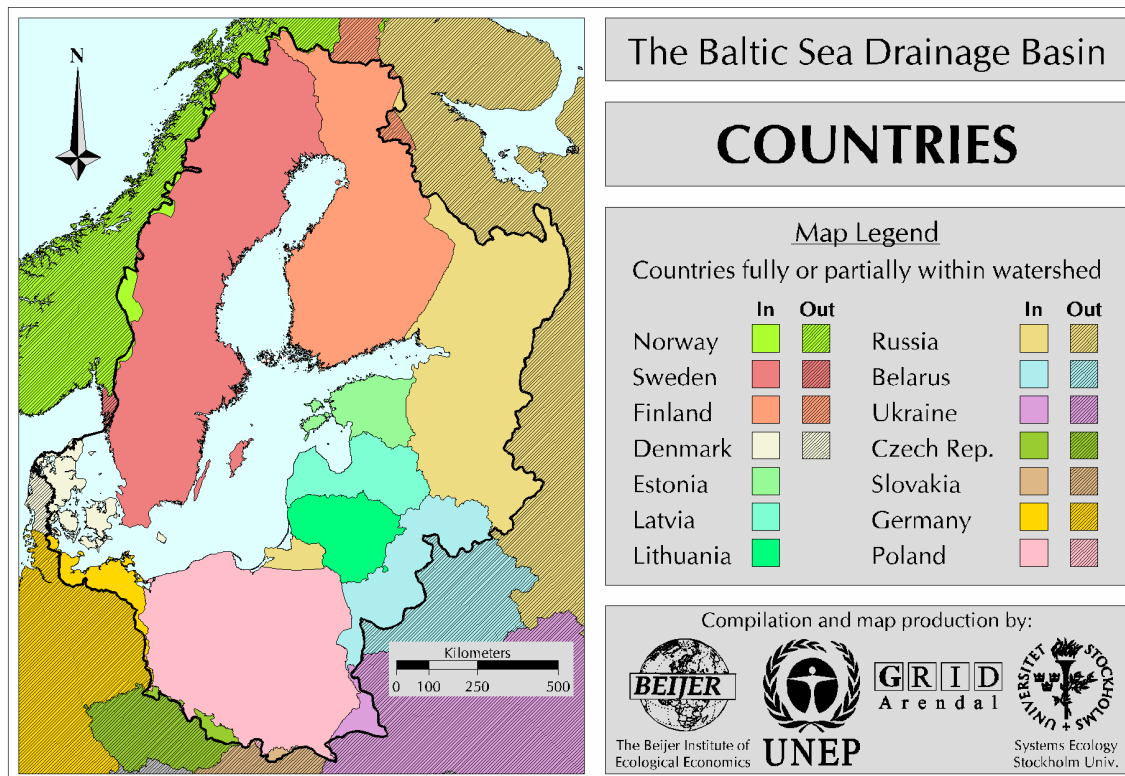 N
Kilometers
0 100 250 500
The Baltic Sea Drainage Basin
COUNTRIES
Map Legend
Countries fully or partially within watershed
In Out In Out
Norway Russia
Sweden Belarus
Finland Ukraine
Denmark Czech Rep.
Estonia Slovakia
Latvia Germany
Lithuania Poland
Compilation and map production by:
BEIJER
The Beijer Institute of
Ecological Economics
UNEP
GRID
Arendal
UNIVERSITET STOCKHOLMS
Systems Ecology
Stockholm Univ.